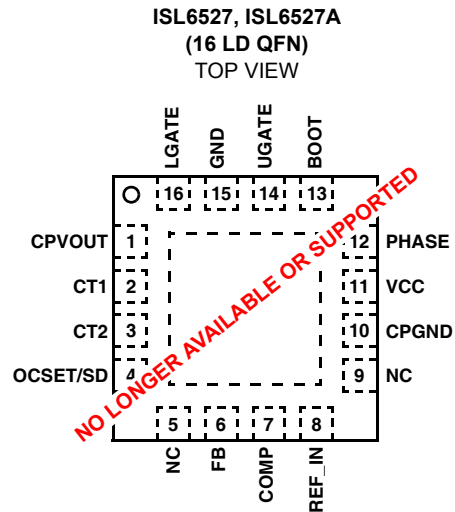 ISL6527, ISL6527A
(16 LD QFN)
TOP VIEW
LGATE
GND
UGATE
BOOT
16
15
14
13
CPVOUT
1
12
PHASE
CT1
2
11
VCC
CT2
3
10
CPGND
OCSET/SD
4
9
NC
NO LONGER AVAILABLE OR SUPPORTED
5
6
7
8
NC
FB
COMP
REF_IN